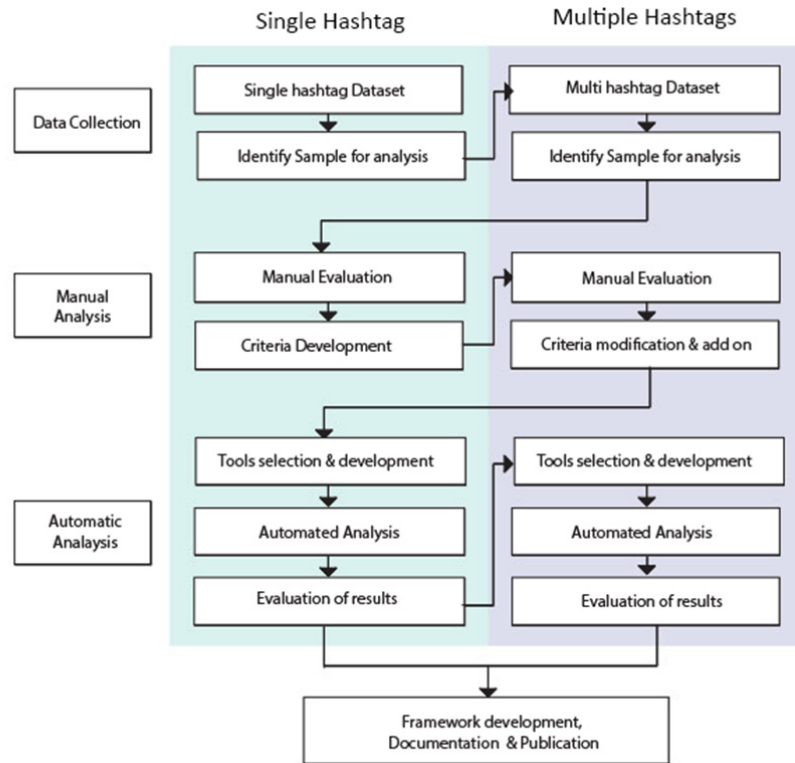 Single Hashtag
Multiple Hashtags
Data Collection
Single hashtag Dataset
Multi hashtag Dataset
Identify Sample for analysis
Identify Sample for analysis
Manual
Analysis
Manual Evaluation
Manual Evaluation
Criteria Development
Criteria modification & add on
Automatic
Analaysis
Tools selection & development
Tools selection & development
Automated Analysis
Automated Analysis
Evaluation of results
Evaluation of results
Framework development,
Documentation & Publication